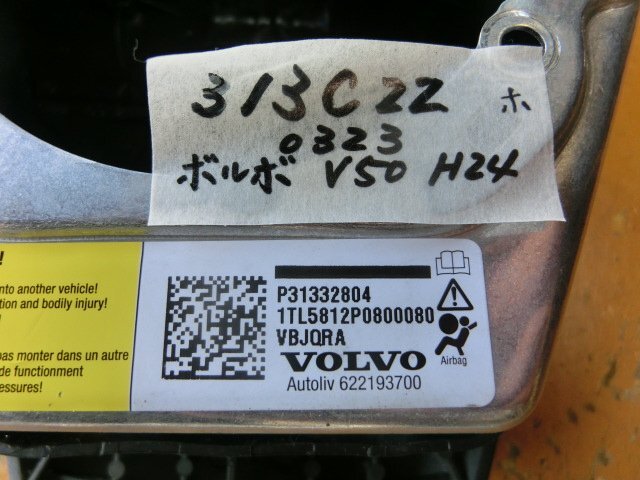 313C22 ホ
0323
ボルボ V50 H24
!
nto another vehicle!
tion and bodily injury!
!
pas monter dans un autre
de functionment
essures!
P31332804
1TL5812P0800080
VBJQRA
VOLVO
Autoliv 622193700
Airbag